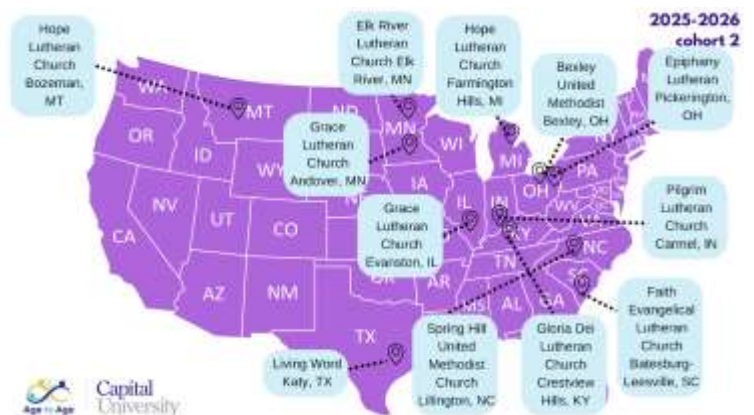 2025-2026
cohort 2
Hope
Lutheran
Church
Bozeman,
MT
Elk River
Lutheran
Church Elk
River, MN
Hope
Lutheran
Church
Farmington
Hills, MI
Bexley
United
Methodist
Bexley, OH
Epiphany
Lutheran
Pickerington,
OH
Grace
Lutheran
Church
Andover, MN
Grace
Lutheran
Church
Evanston, IL
Pilgrim
Lutheran
Church
Carmel, IN
Living Word
Katy, TX
Spring Hill
United
Methodist
Church
Lillington, NC
Gloria Dei
Lutheran
Church
Crestview
Hills, KY
Faith
Evangelical
Lutheran
Church
Batesburg-
Leesville, SC
WA
MT
ND
MN
OR
ID
WY
WI
MI
IA
PA
NV
UT
CO
IL
IN
OH
WV
KY
CA
AZ
NM
OK
AR
TN
NC
SC
MS
AL
GA
TX
Age to Age
Capital
University